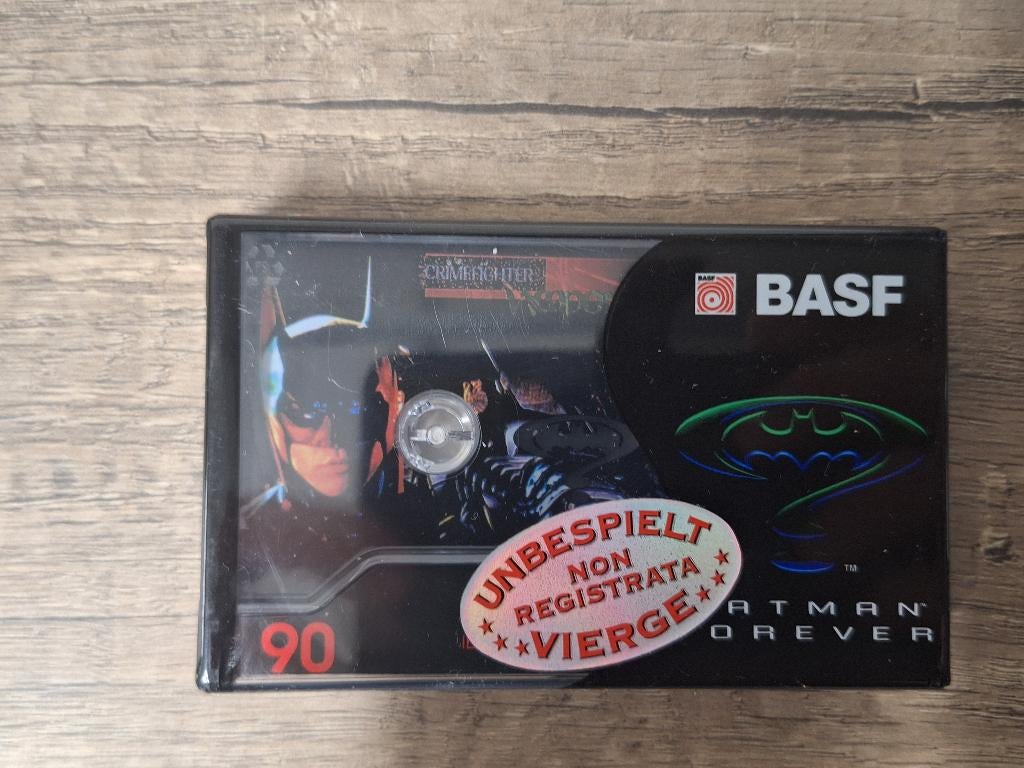 CRIMEFIGHTER
BASF
BASF
UNBESPIELT
NON
REGISTRATA
VIERGE
ATMAN
OREVER
TM
90